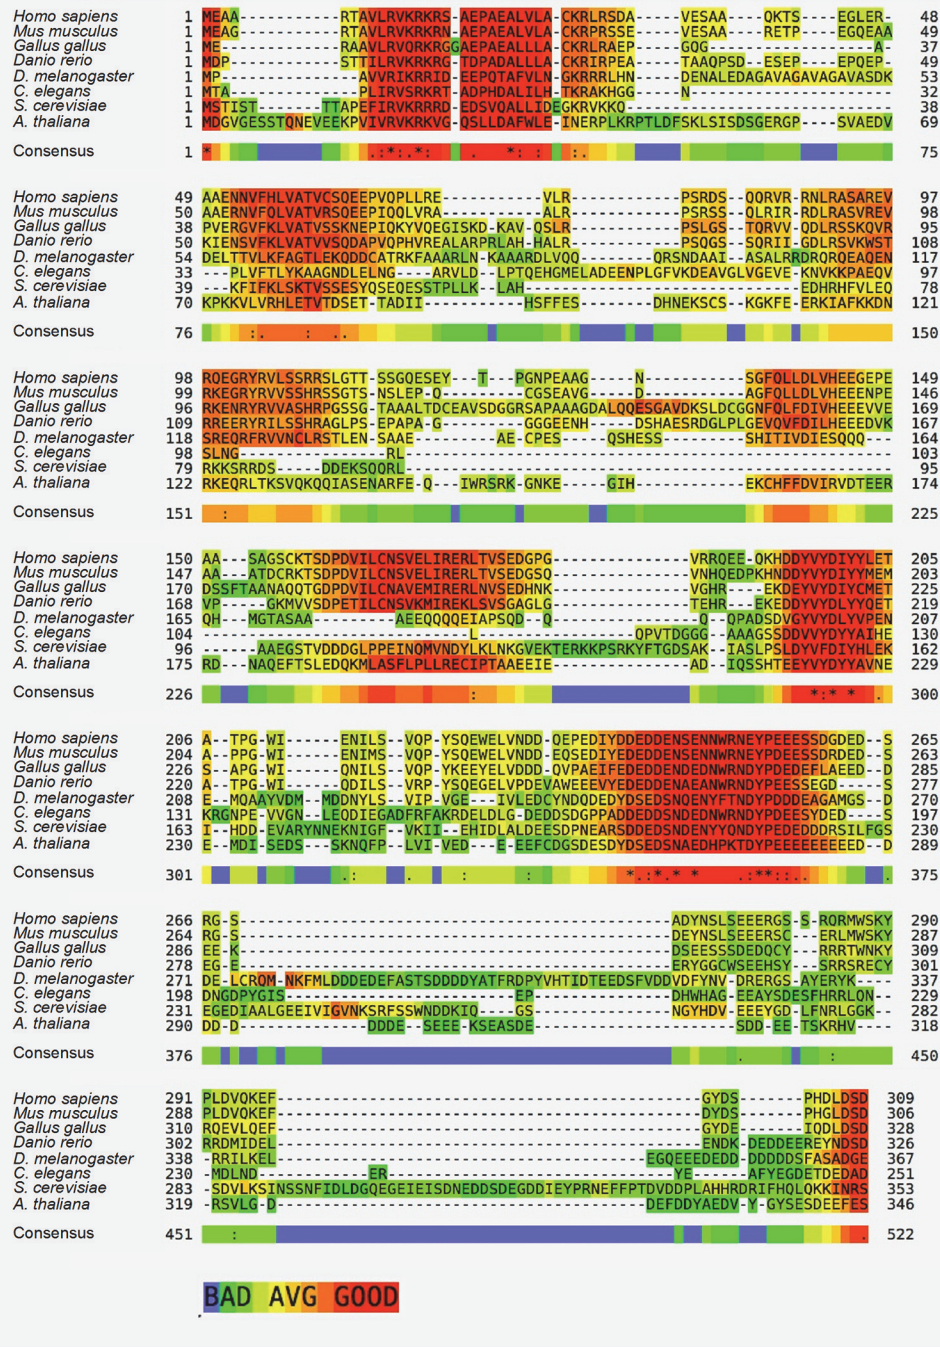 Homo sapiens 1 MEAA-----------RTAVLRVKRKRS-AEPAEALVLA-CKRLRSDA-----VESAA----QKTS----EGLER- 48
Mus musculus 1 MEAG-----------RTAVLRVKRKRN-AEPAEALVLA-CKRPRSSE-----VESAA----RETP----EGQEAA 49
Gallus gallus 1 ME-------------RAAVLRVQRKRGGAEPAEALLLA-CKRLRAEP-----GQG------------------A- 37
Danio rerio 1 MDP------------STTILRVKRKRG-TDPADALLLA-CKRIRPEA-----TAAQPSD--ESEP----EPQEP- 49
D. melanogaster 1 MP---------------AVVRIKRRID-EEPQTAFVLN-GKRRRLHN-----DENALEDAGAVAGAVAGAVASDK 53
C. elegans 1 MTA--------------PLIRVSRKRT-ADPHDALILH-TKRAKHGG-----N---------------------- 32
S. cerevisiae 1 MSTIST-------TTAPEFIRVKRRRD-EDSVQALLIDEGKRVKKQ----------------------------- 38
A. thaliana 1 MDGVGESSTQNEVEEKPVIVRVKRKVG-QSLLDAFWLE-INERPLKRPTLDFSKLSISDSGERGP----SVAEDV 69
Consensus 1 * .:*:.*: . *: : :. 75
Homo sapiens 49 AAENNVFHLVATVCSQEEPVQPLLRE-----------VLR------------PSRDS--QQRVR-RNLRASAREV 97
Mus musculus 50 AAERNVFQLVATVRSQEEPIQQLVRA-----------ALR------------PSRSS--QLRIR-RDLRASVREV 98
Gallus gallus 38 PVERGVFKLVATVSSKNEPIQKYVQEGISKD-KAV-QSLR------------PSLGS--TQRVV-QDLRSSKQVR 95
Danio rerio 50 KIENSVFKLVATVVSQDAPVQPHVREALARPRLAH-HALR------------PSQGS--SQRII-GDLRSVKWST 108
D. melanogaster 54 DELTTVLKFAGTLEKQDDCATRKFAAARLN-KAAARDLVQQ-----------QRSNDAAI-ASALRRDRQRQEAQEN 117
C. elegans 33 ---PLVFTLYKAAGNDLELNG----ARVLD--LPTQEHGMELADEENPLGFVKDEAVGLVGEVE-KNVKKPAEQV 97
S. cerevisiae 39 ---KFIFKLSKTVSSESYQSEQESSTPLLK--LAH------------------------------EDHRHFVLEQ 78
A. thaliana 70 KPKKVLVRHLETVTDSET-TADII-----------HSFFES--------DHNEKSCS--KGKFE-ERKIAFKKDN 121
Consensus 76 :. : .. 150
Homo sapiens 98 RQEGRYRVLSSRRSLGTT-SSGQESEY---T---PGNPEAAG-----N-----------SGFQLLDLVHEEGEPE 149
Mus musculus 99 RKEGRYRVVSSHRSLGTS-NSLEP-Q---------CGSEAVG-----D-----------AGFQLLDLVHEEENPE 146
Gallus gallus 96 RKENRYRVVASHRPGSSG-TAAALTDCEAVSDGGRSAPAAAGDALQQESGAVDKSLDCGGNFQLFDIVHEEEVVE 169
Danio rerio 109 RREERYRILSSHRAGLPS-EPAPA-G---------GGGEENH-----DSHAESRDGLPLGEVQVFDILHEEEDVK 167
D. melanogaster 118 SREQRFRVVNCLRSTLEN-SAAE---------AE-CPES--QSHESS---------SHITIVDIESQQQ--- 164
C. elegans 98 SLNG----------------RL----------------------------------------------------- 103
S. cerevisiae 79 RKKSRRDS-----DDEKSQQRL----------------------------------------------------- 95
A. thaliana 122 RKEQRLTKSVQKQQIASENARFE-Q---IWRSRK-GNKE----GIH------------EKCHFFDVIRVDTEER 174
Consensus 151 : 225
Homo sapiens 150 AA---SAGSCKTSDPDVILCNSVELIRERLTVSEDGPG---------------VRRQEE-QKHDDYVYDIYYLET 205
Mus musculus 147 AA---ATDCRKTSDPDVILCNSVELIRERLTVSEDGSQ---------------VNHQEDPKHNDDYVYDIYYMEM 203
Gallus gallus 170 DSSFTAANAQQTGDPDVILCNAVEMIRERLNVSEDHNK---------------VGHR---EKDEYVYDIYCMET 225
Danio rerio 168 VP-----GKMVVSDPETILCNSVKMIREKLSVSGAGLG---------------TEHR---EKEDDYVYDLYYQET 219
D. melanogaster 165 QH---MGTASAA---------AEEQQQQEIAPSQD--Q----------------Q--QPADSDVGYVYDLYVPEN 207
C. elegans 104 -----------------------------L-----------------QPVTDGGG--AAAGSSDDVVYDYYAIHE 130
S. cerevisiae 96 ------AAEGSTVDDDGLPPEINQMVNDYLKLNKGVEKTERKKPSRKYFTGDSAK--IASLPSLDYVFDIYHLEK 162
A. thaliana 175 RD---NAQEFTSLEDQKMLASFLPLLRECIPTAAEEIE---------------AD--IQSSHTEEYVYDYYAVNE 229
Consensus 226 : *:* * . 300
Homo sapiens 206 A--TPG-WI------ENILS--VQP-YSQEWELVNDD-QEPEDIYDDEDDENSENNWRNEYPEEESSDGDED--S 265
Mus musculus 204 A--PPG-WI------ENIMS--VQP-YSQEWELVNDD-EQSEDIYDDEDDENSENNWRNEYPEEESSDRDED--S 263
Gallus gallus 226 S--APG-WI------QNILS--VQP-YKEEYELVDDD-QVPAEIFEDEDDENDEDNWRNDYPDEDEFLAEED--D 285
Danio rerio 220 A--TPG-WI------QDILS--VRP-YSQEGELVPDEVAWEEEVYEDEDDENAENNWRNDYPEEESSEGD----S 277
D. melanogaster 208 E--MQAAYVDM--MDDNYLS--VIP-VGE---IVLEDCYNDQDEDYDSEDSNQENYFTNDYPDDDEAGAMGS--D 270
C. elegans 131 KRGNPE-VVGN--LEQDIEGADFRFAKRDELDLG-DEDDSDGPPADDEDDENDENNWRNDYPDEESYDED----S 197
S. cerevisiae 163 I--HDD-EVARYNNEKNIGF--VKII--EHIDLALDEESDPNEARSDDEDSNDENYYQNDYPEDEDDDRSILFGS 230
A. thaliana 230 E--MDI-SEDS---SKNQFP--LVI-VED---E-EEFCDGSDESDYDSEDSNAEDHPKTDYPEEEEEEEEEED--D 289
Consensus 301 .: . : : *.:*.* * .:**::.. . 375
Homo sapiens 266 RG-S-----------------------------------------------ADYNSLSEEERGS-S-RQRMWSKY 290
Mus musculus 264 RG-S-----------------------------------------------DEYNSLSEEERSC---ERLMWSKY 287
Gallus gallus 286 EE-K-----------------------------------------------DSEESSSDEDQCY---RRRTWNKY 309
Danio rerio 278 EG-E-----------------------------------------------ERYGGCWSEEHSY---SRRSRECY 301
D. melanogaster 271 DE-LCRQM-NKFMLDDDEDEFASTSDDDDYATFRDPYVHTIDTEEDSFVDDVDFYNV-DRERGS-AYERYK---- 337
C. elegans 198 DNGDPYGIS-------------------------EP---------------DHWHAG-EEAYSDESFHRRLQN-- 229
S. cerevisiae 231 EGEDIAALGEEIVIGVNKSRFSSWNDDKIQ----GS---------------NGYHDV-EEEYGD-LFNRLGGK-- 282
A. thaliana 290 DD-D--------------DDDE--SEEE-KSEASDE----------------------SDD-EE-TSKRHV---- 318
Consensus 376 . : 450
Homo sapiens 291 PLDVQKEF----------------------------------------------GYDS-------PHDLDSD 309
Mus musculus 288 PLDVQKEF----------------------------------------------DYDS-------PHGLDSD 306
Gallus gallus 310 RQEVLQEF----------------------------------------------GYDE-------IQDLDSD 328
Danio rerio 302 RRDMIDEL----------------------------------------------ENDK-DEDDEEREYNDSD 326
D. melanogaster 338 -RRILKEL----------------------------------------EGQEEEDEDD-DDDDDSFASADGE 367
C. elegans 230 -MDLND------------ER-------------------------------YE------AFYEGDETDEDAD 251
S. cerevisiae 283 -SDVLKSINSSNFIDLDGQEGEIEISDNEDDSDEGDDIEYPRNEFFPTDVDDPLAHHRDRIFHQLQKKINRS 353
A. thaliana 319 -RSVLG-D----------------------------------------DEFDDYAEDV-Y-GYSESDEEFES 346
Consensus 451 : . 522
BAD AVG GOOD